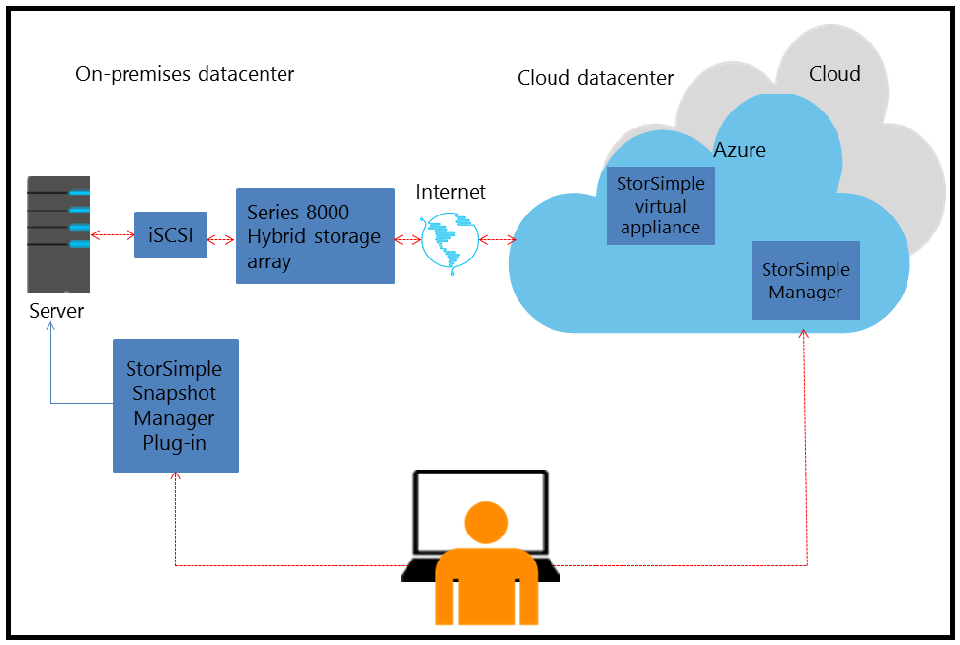 On-premises datacenter
Cloud datacenter
Cloud
Azure
StorSimple
virtual
appliance
Internet
Series 8000
Hybrid storage
array
iSCSI
StorSimple
Manager
Server
StorSimple
Snapshot
Manager
Plug-in